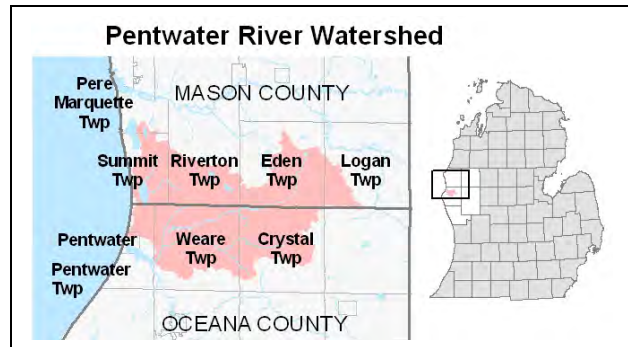 Pentwater River Watershed
Pere
Marquette
Twp
MASON COUNTY
Summit
Twp
Riverton
Twp
Eden
Twp
Logan
Twp
Pentwater
Pentwater
Twp
Weare
Twp
Crystal
Twp
OCEANA COUNTY